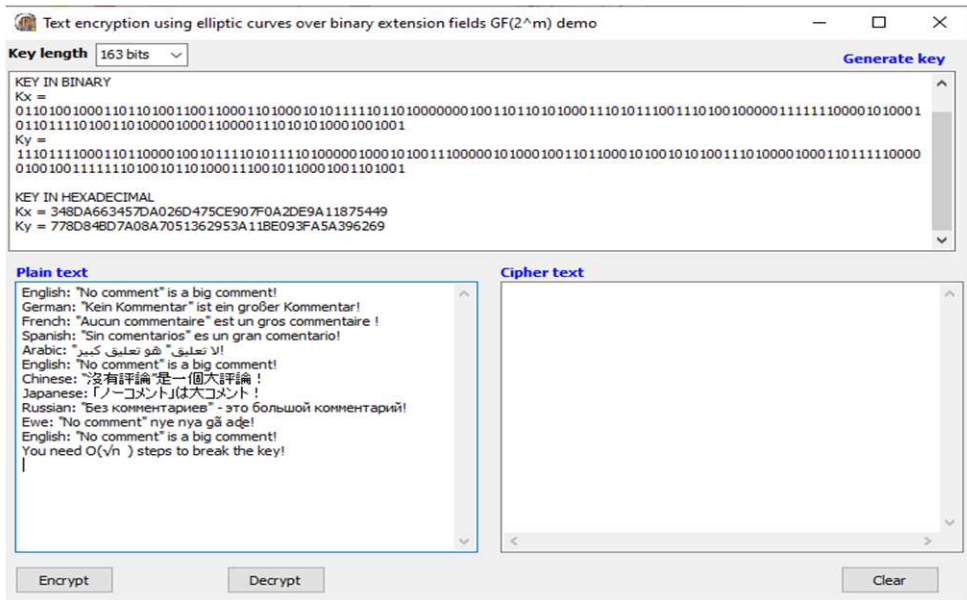 Text encryption using elliptic curves over binary extension fields GF(2^m) demo
Key length 163 bits
Generate key
KEY IN BINARY
Kx =
Ky =
KEY IN HEXADECIMAL
Kx = 348DA663457DA026D475CE907F0A2DE9A11875449
Ky = 778D84BD7A08A7051362953A11BE093FA5A396269
Plain text
English: "No comment" is a big comment!
German: "Kein Kommentar" ist ein großer Kommentar!
French: "Aucun commentaire" est un gros commentaire !
Spanish: "Sin comentarios" es un gran comentario!
Arabic: "لا تعليق" هو تعليق كبير!
English: "No comment" is a big comment!
Chinese: "沒有評論"是一個大評論！
Japanese: 「ノーコメント」は大コメント！
Russian: "Без комментариев" - это большой комментарий!
Ewe: "No comment" nye nya gã aɖe!
English: "No comment" is a big comment!
You need O(√n ) steps to break the key!
Cipher text
Encrypt
Decrypt
Clear